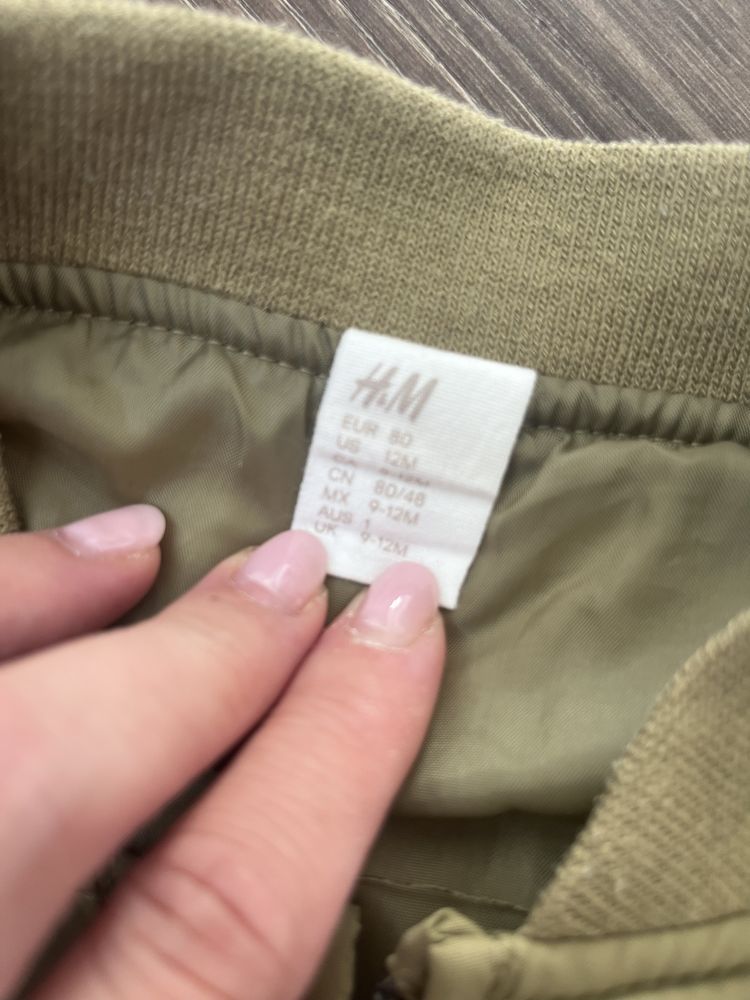 H&M
EUR 80
US 12M
CN 80/48
MX 9-12M
AUS 1
UK 9-12M